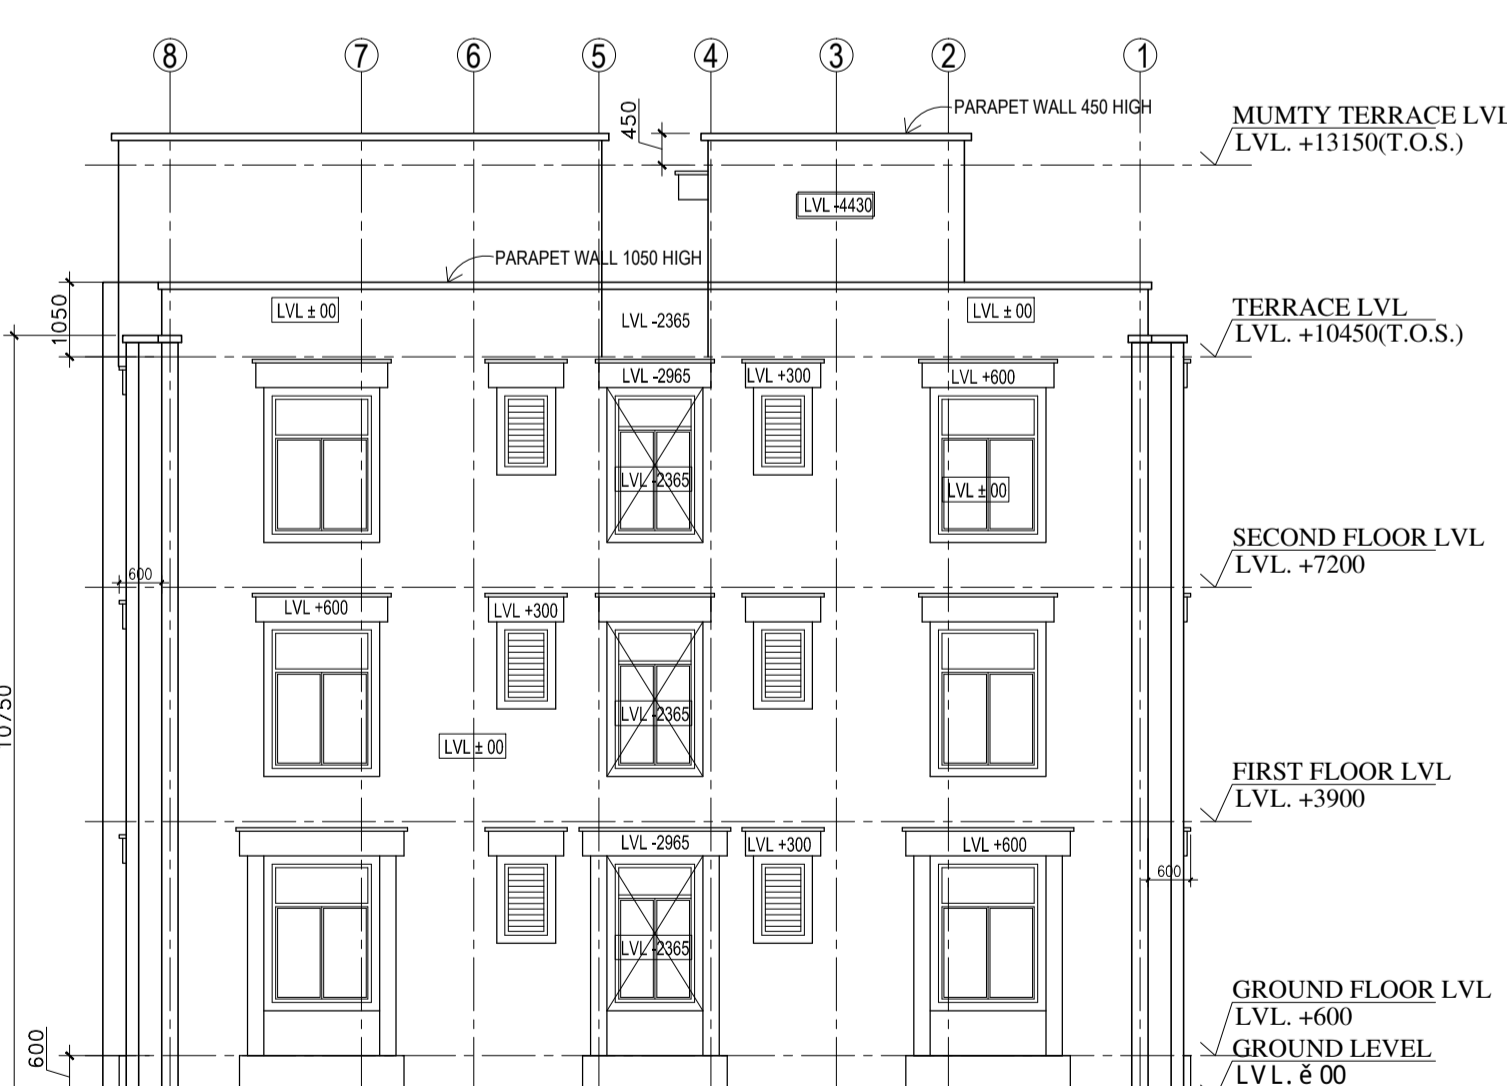 8 7 6 5 4 3 2 1
450
PARAPET WALL 450 HIGH
MUMTY TERRACE LVL
LVL. +13150(T.O.S.)
LVL -4430
PARAPET WALL 1050 HIGH
1050
LVL ± 00
LVL -2365
LVL ± 00
TERRACE LVL
LVL. +10450(T.O.S.)
LVL -2965
LVL +300
LVL +600
LVL -2365
LVL ± 00
SECOND FLOOR LVL
LVL. +7200
600
LVL +600
LVL +300
10750
LVL -2365
LVL ± 00
FIRST FLOOR LVL
LVL. +3900
LVL -2965
LVL +300
LVL +600
600
LVL -2365
GROUND FLOOR LVL
LVL. +600
600
GROUND LEVEL
LVL. ě 00